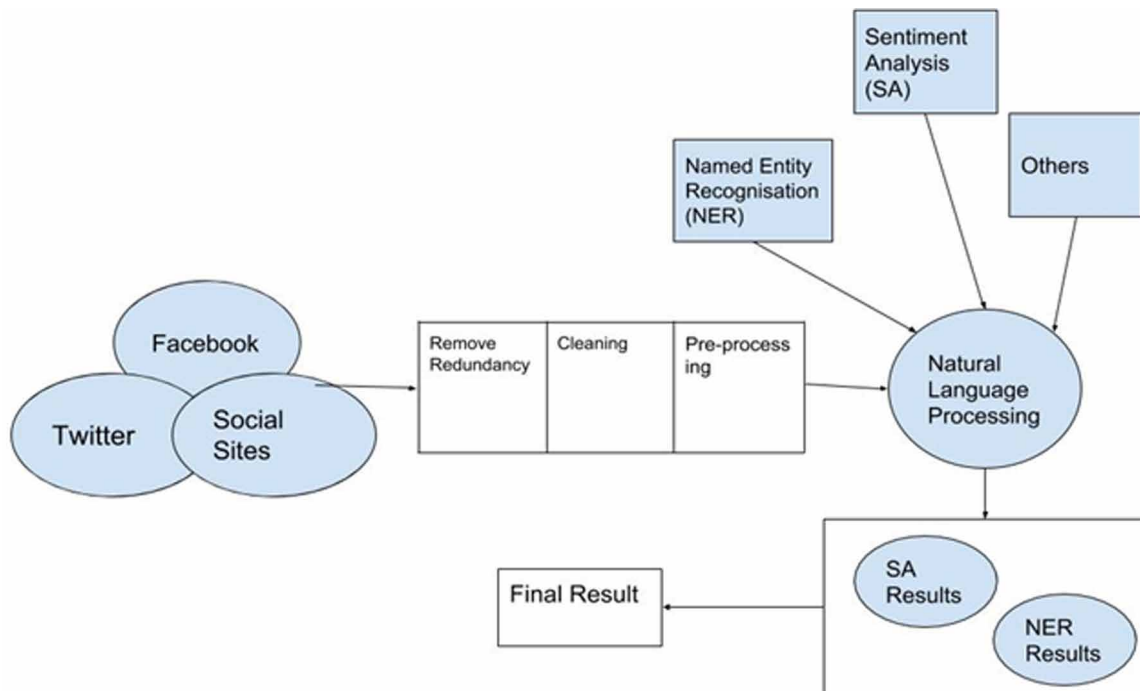 Sentiment
Analysis
(SA)
Named Entity
Recognisation
(NER)
Others
Facebook
Twitter
Social
Sites
Remove
Redundancy
Cleaning
Pre-process
ing
Natural
Language
Processing
SA
Results
NER
Results
Final Result